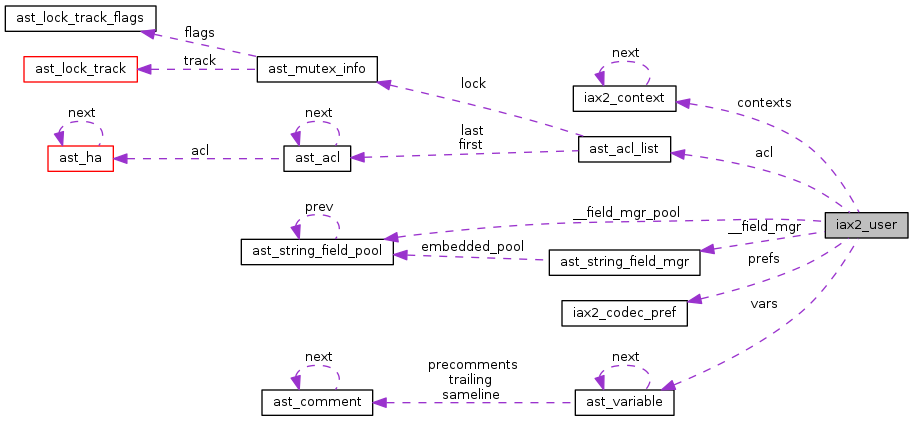 ast_lock_track_flags
flags
ast_lock_track
track
ast_mutex_info
next
iax2_context
contexts
lock
next
ast_ha
acl
next
ast_acl
last
first
ast_acl_list
acl
iax2_user
prev
ast_string_field_pool
__field_mgr_pool
embedded_pool
__field_mgr
ast_string_field_mgr
prefs
iax2_codec_pref
vars
next
ast_comment
precomments
trailing
sameline
next
ast_variable